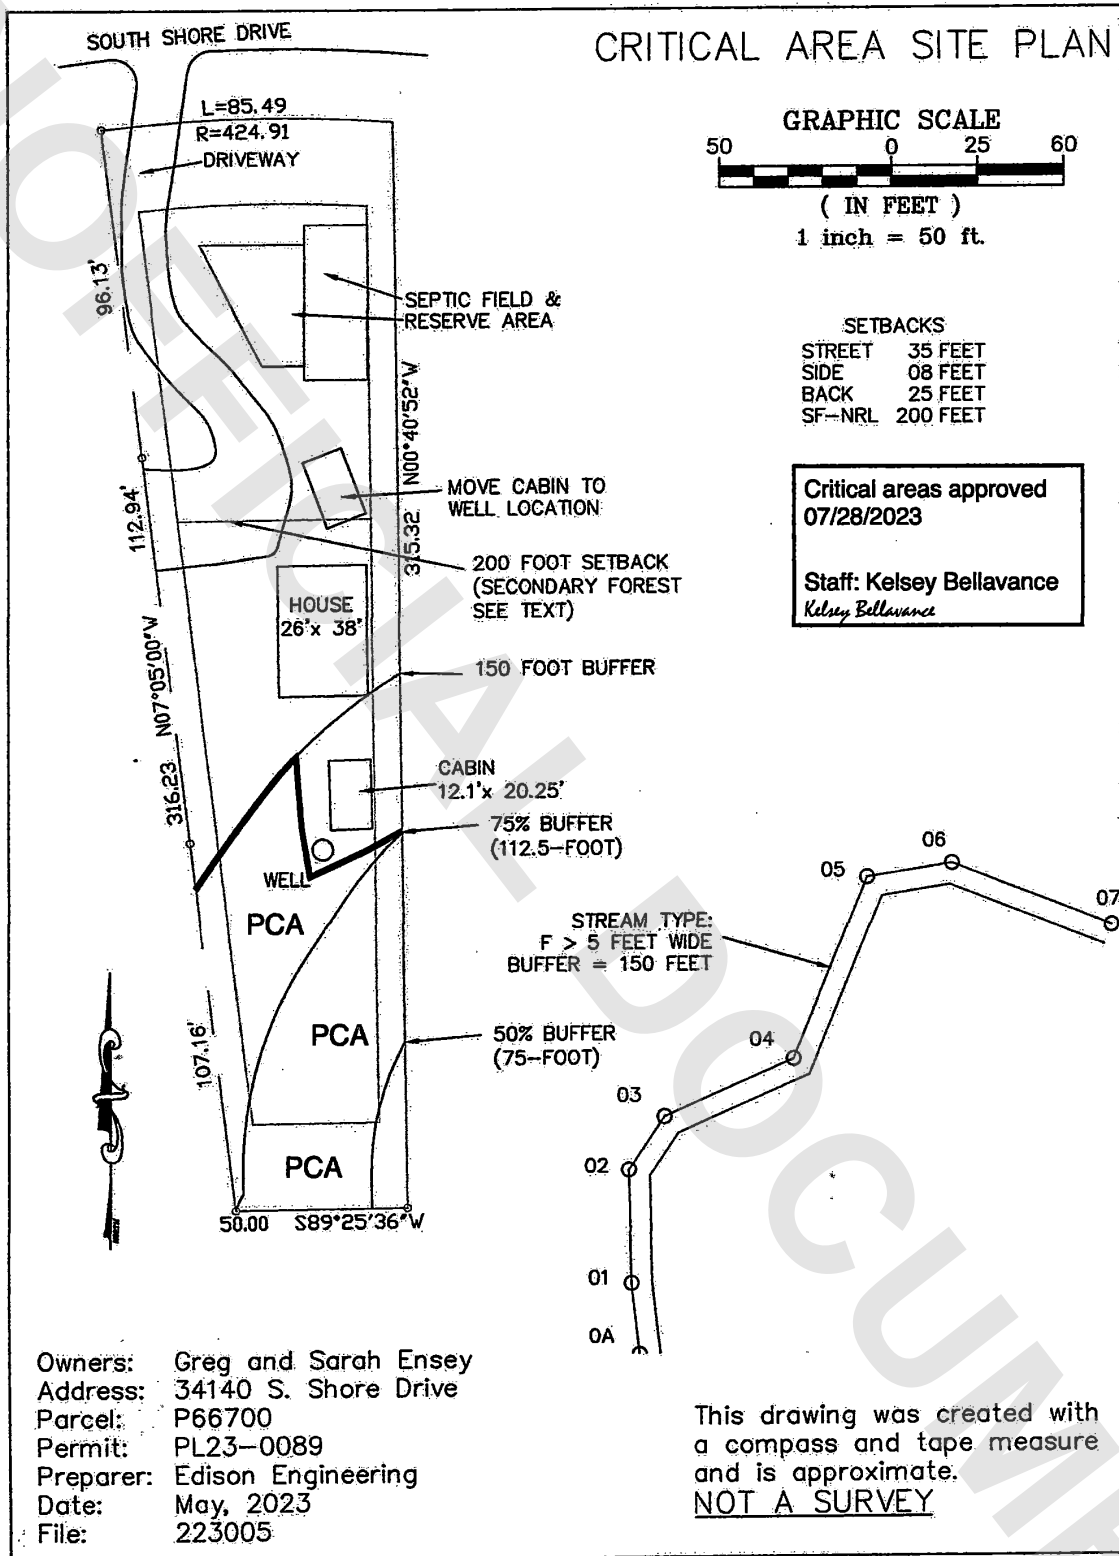 CRITICAL AREA SITE PLAN
SOUTH SHORE DRIVE
L=85.49
R=424.91
DRIVEWAY
GRAPHIC SCALE
50 0 25 60
( IN FEET )
1 inch = 50 ft.
96.13'
SEPTIC FIELD &
RESERVE AREA
SETBACKS
STREET 35 FEET
SIDE 08 FEET
BACK 25 FEET
SF-NRL 200 FEET
315.32 N00°40'52"W
MOVE CABIN TO
WELL LOCATION
Critical areas approved
07/28/2023
Staff: Kelsey Bellavance
Kelsey Bellavance
112.94'
200 FOOT SETBACK
(SECONDARY FOREST
SEE TEXT)
HOUSE
26'x 38'
150 FOOT BUFFER
316.23 N07°05'00"W
CABIN
12.1'x 20.25'
75% BUFFER
(112.5-FOOT)
WELL
PCA
06
05
07
STREAM TYPE:
F > 5 FEET WIDE
BUFFER = 150 FEET
PCA
50% BUFFER
(75-FOOT)
04
107.16'
03
02
PCA
50.00 S89°25'36"W
01
0A
Owners: Greg and Sarah Ensey
Address: 34140 S. Shore Drive
Parcel: P66700
Permit: PL23-0089
Preparer: Edison Engineering
Date: May, 2023
File: 223005
This drawing was created with
a compass and tape measure
and is approximate.
NOT A SURVEY
OFFICIAL DOCUME